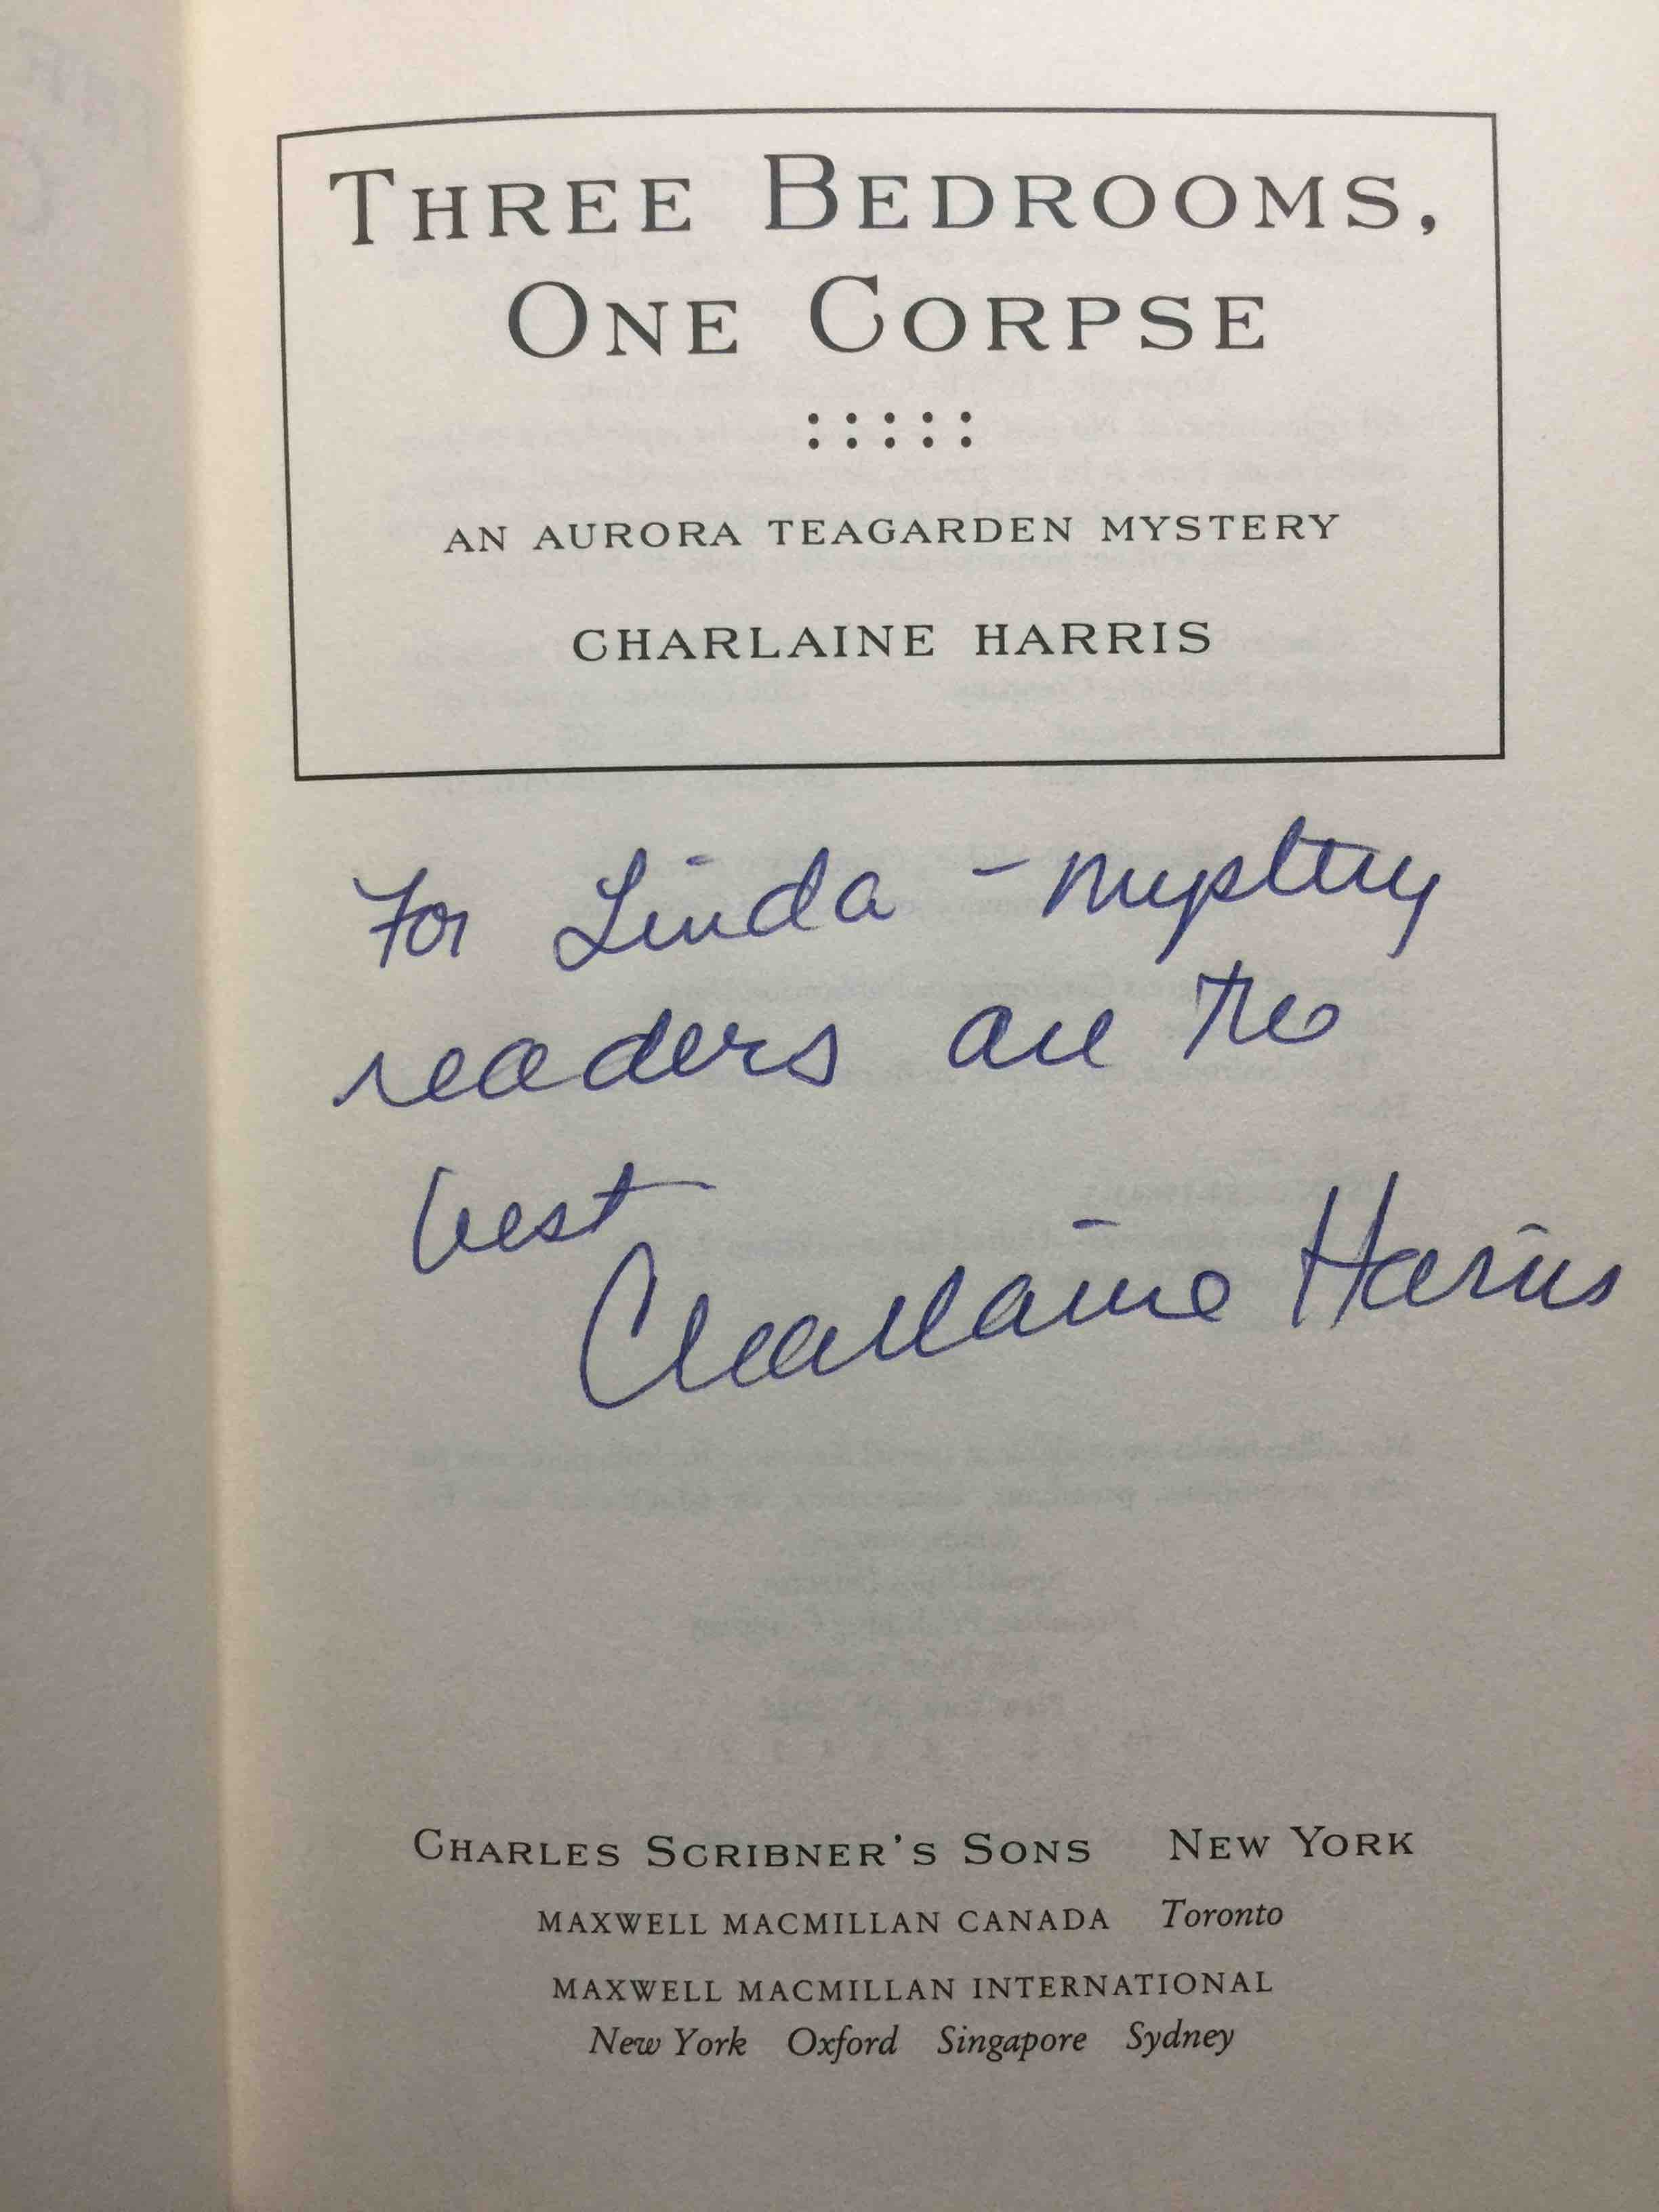 THREE BEDROOMS,
ONE CORPSE
AN AURORA TEAGARDEN MYSTERY
CHARLAINE HARRIS
For Linda - mystery
readers are the
best
Charlaine Harris
CHARLES SCRIBNER'S SONS NEW YORK
MAXWELL MACMILLAN CANADA Toronto
MAXWELL MACMILLAN INTERNATIONAL
New York Oxford Singapore Sydney